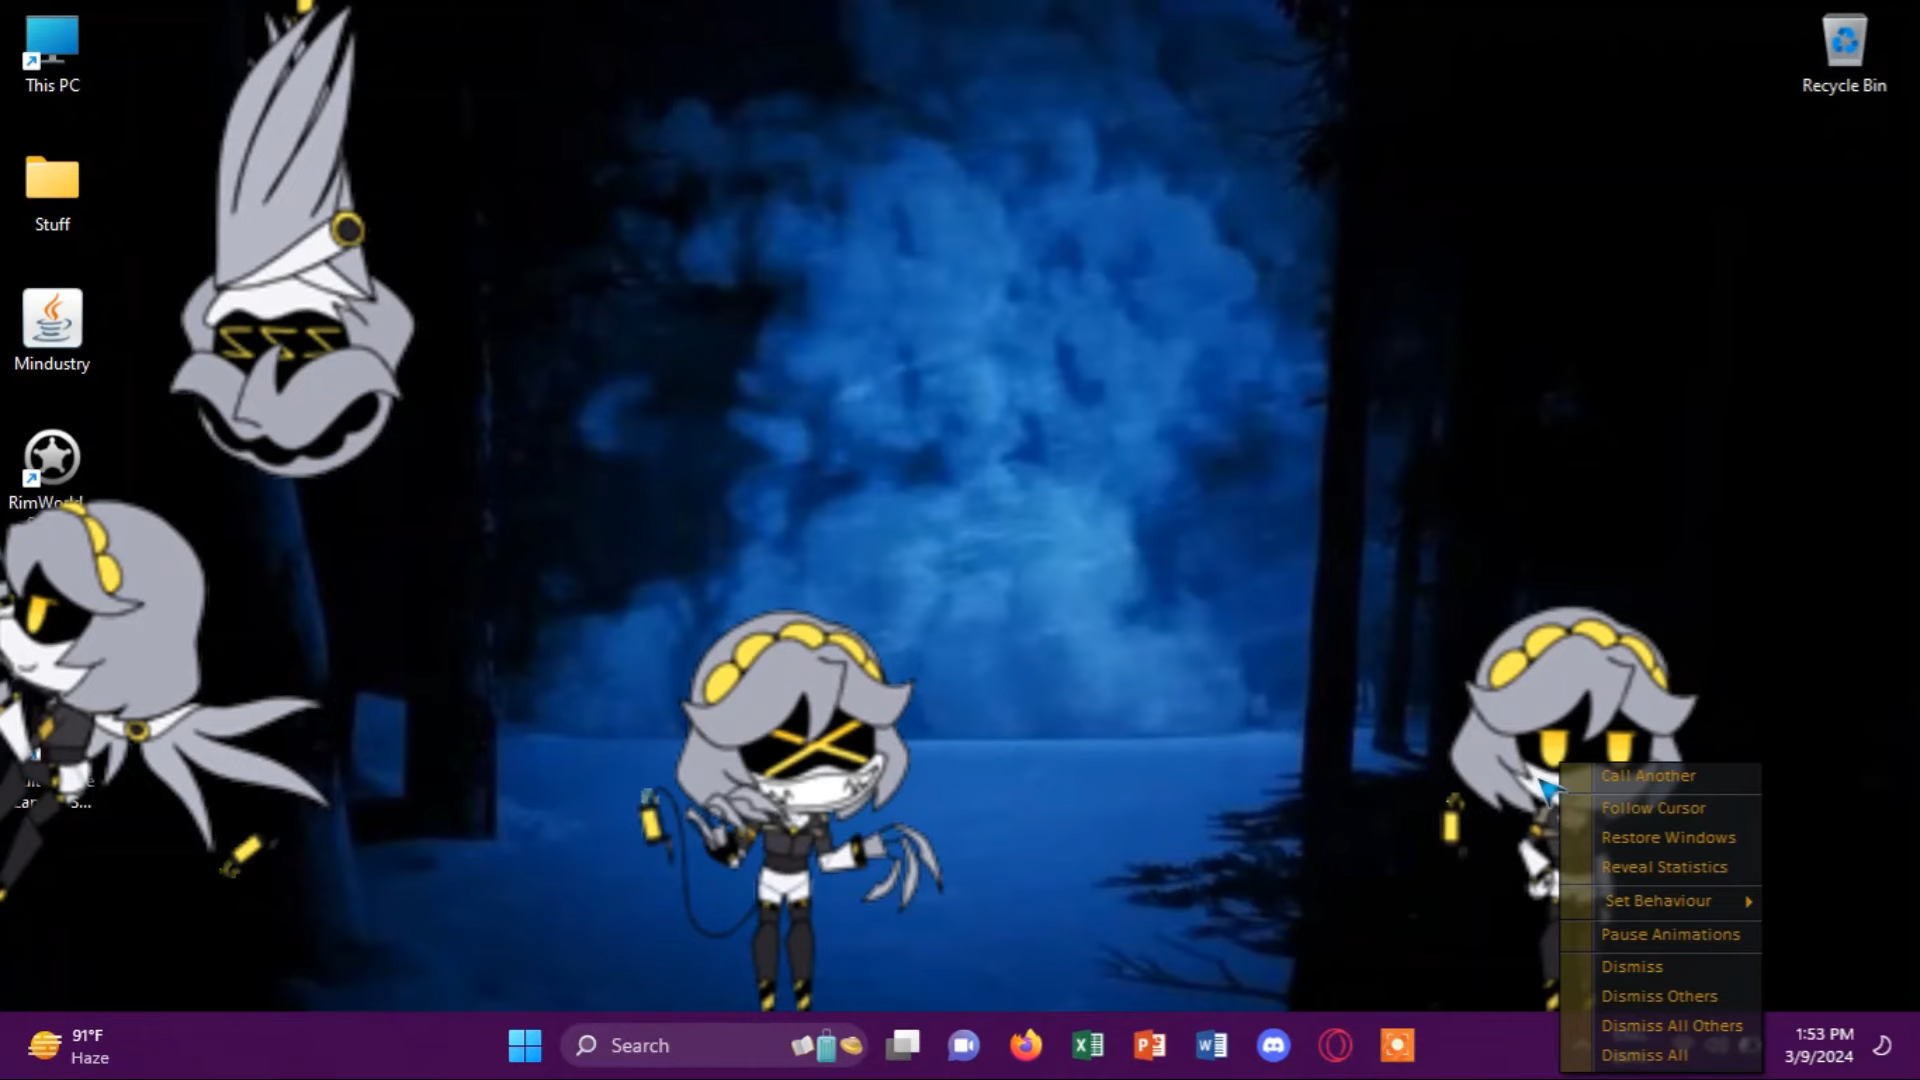 This PC
Recycle Bin
Stuff
Mindustry
Call Another
Follow Cursor
Restore Windows
Reveal Statistics
Set Behaviour
Pause Animations
Dismiss
Dismiss Others
Dismiss All Others
Dismiss All
91°F
Haze
Search
1:53 PM
3/9/2024